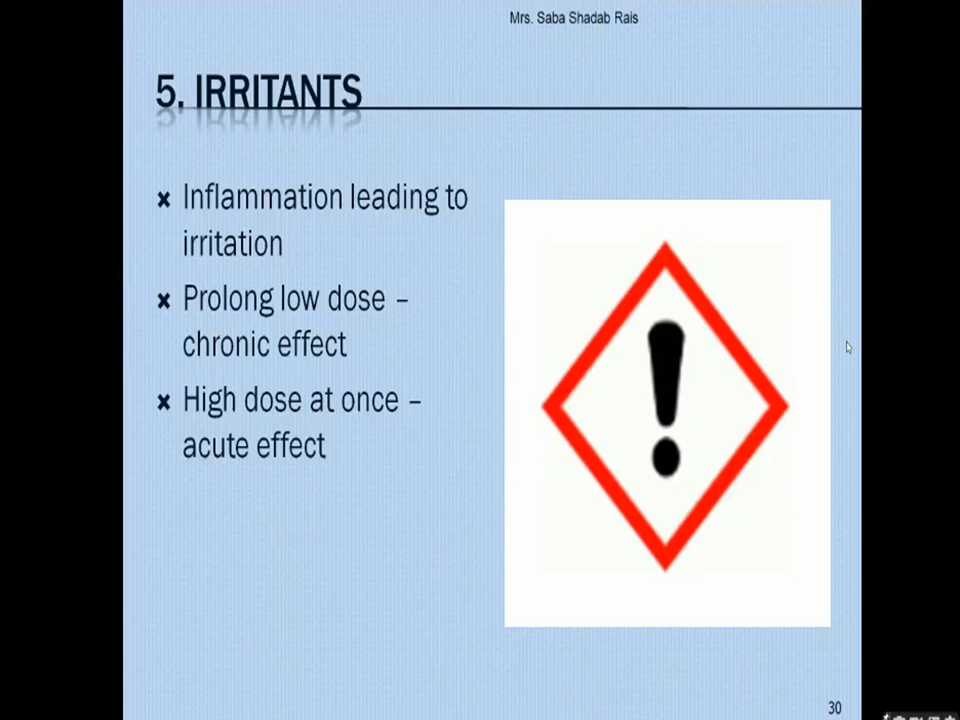 Mrs. Saba Shadab Rais
5. IRRITANTS
Inflammation leading to
irritation
Prolong low dose –
chronic effect
High dose at once –
acute effect
30